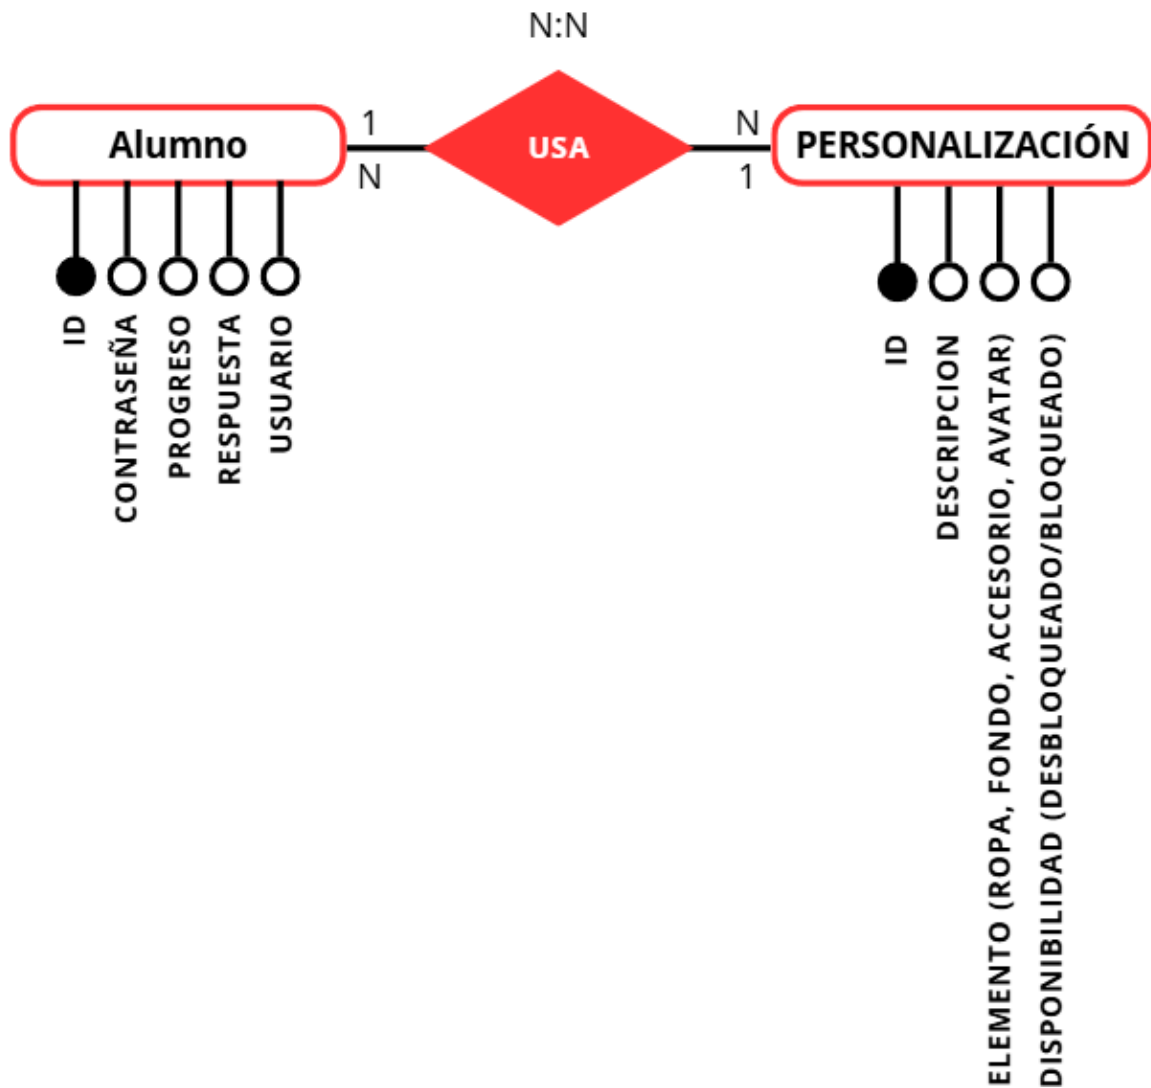 N:N
Alumno
1
N
USA
N
1
PERSONALIZACIÓN
ID
CONTRASEÑA
PROGRESO
RESPUESTA
USUARIO
ID
DESCRIPCION
ELEMENTO (ROPA, FONDO, ACCESORIO, AVATAR)
DISPONIBILIDAD (DESBLOQUEADO/BLOQUEADO)